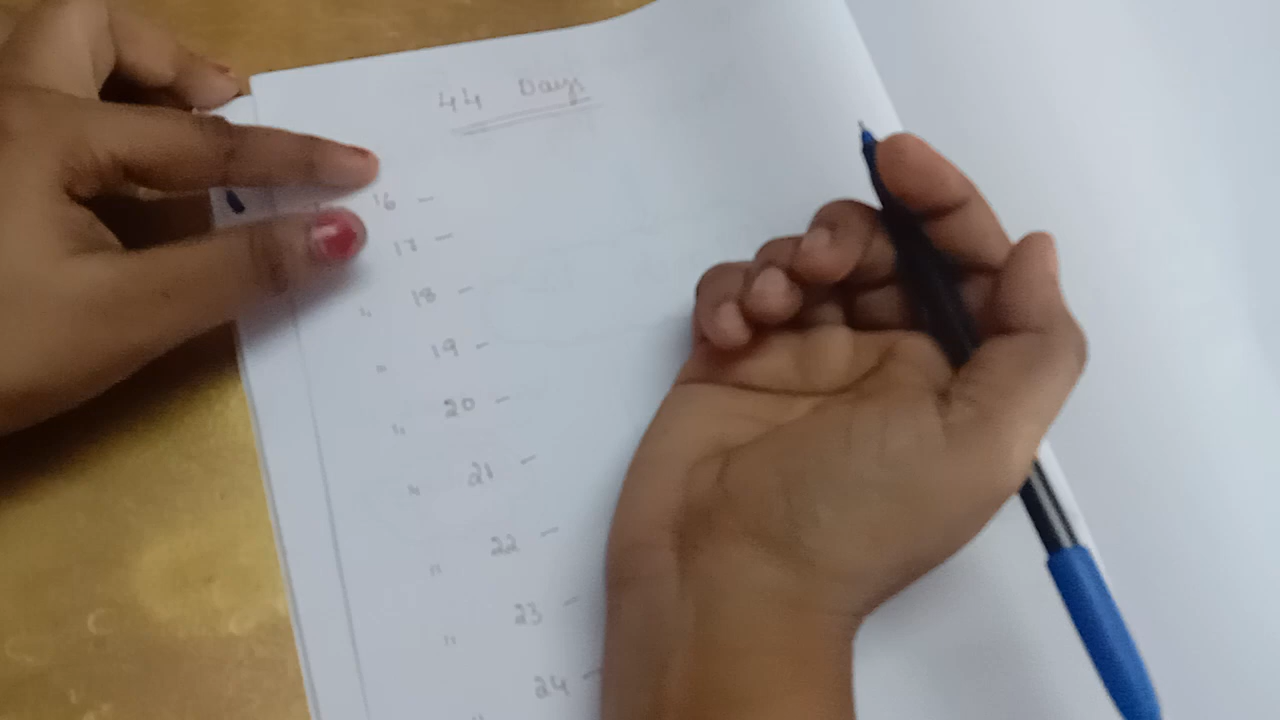 44 Days
16 -
17 -
" 18 -
" 19 -
" 20 -
" 21 -
" 22 -
" 23 -
" 24 -
"